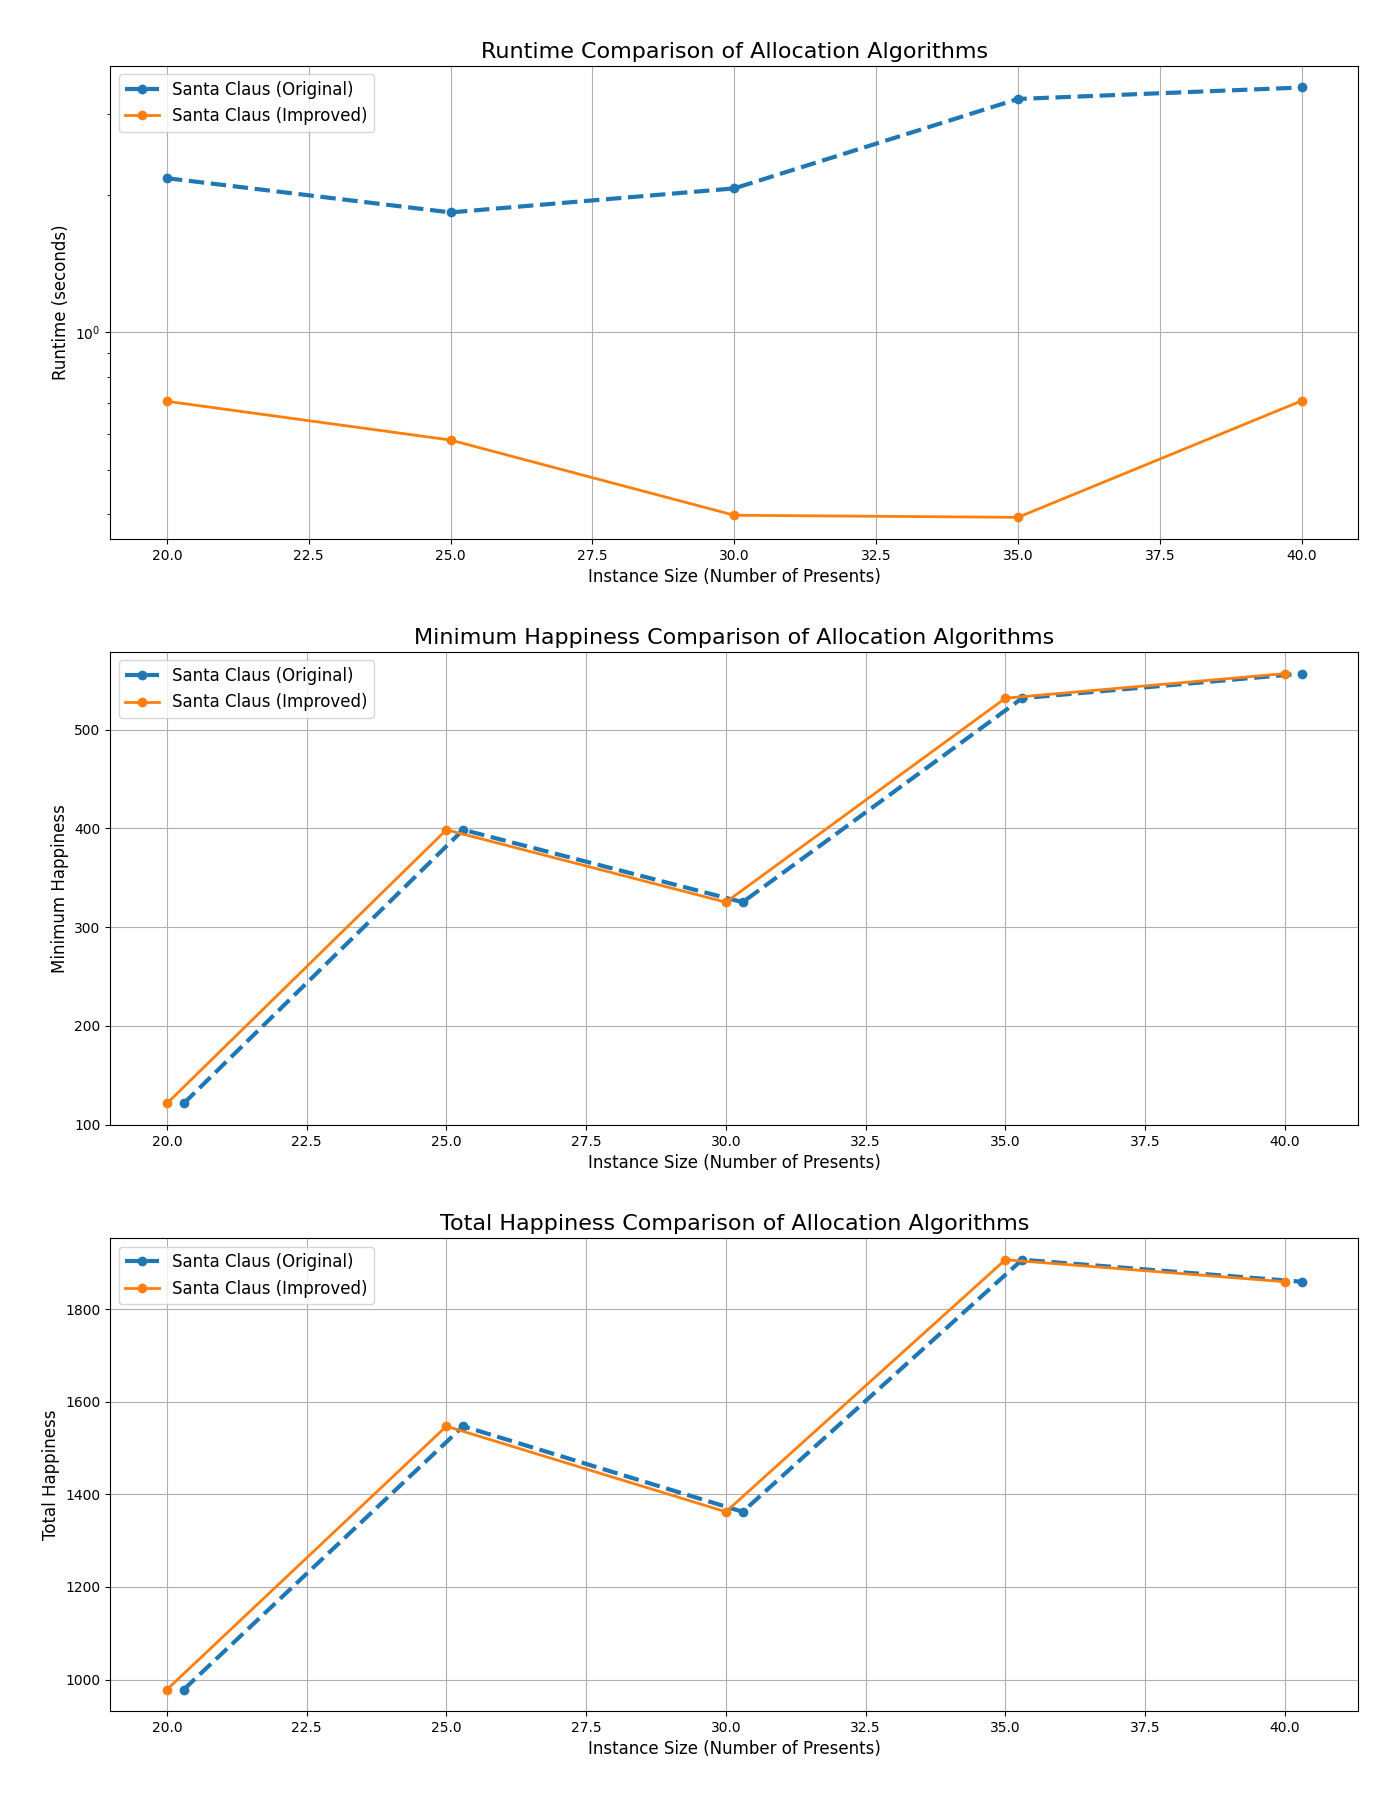 Runtime Comparison of Allocation Algorithms
Santa Claus (Original)
Santa Claus (Improved)
Runtime (seconds)
10⁰
20.0 22.5 25.0 27.5 30.0 32.5 35.0 37.5 40.0
Instance Size (Number of Presents)
Minimum Happiness Comparison of Allocation Algorithms
Santa Claus (Original)
Santa Claus (Improved)
Minimum Happiness
500
400
300
200
100
20.0 22.5 25.0 27.5 30.0 32.5 35.0 37.5 40.0
Instance Size (Number of Presents)
Total Happiness Comparison of Allocation Algorithms
Santa Claus (Original)
Santa Claus (Improved)
Total Happiness
1800
1600
1400
1200
1000
20.0 22.5 25.0 27.5 30.0 32.5 35.0 37.5 40.0
Instance Size (Number of Presents)